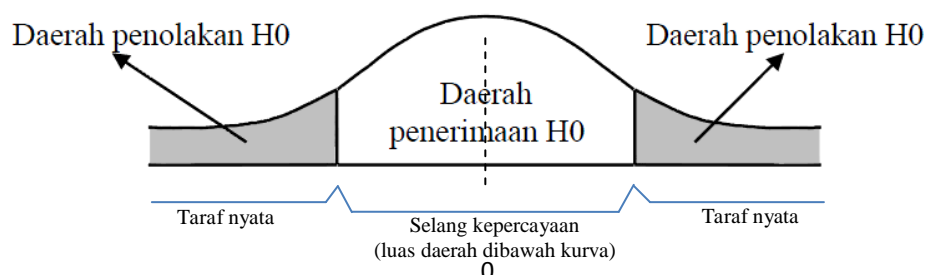 Daerah penolakan H0
Daerah penolakan H0
Daerah
penerimaan H0
Taraf nyata
Selang kepercayaan
(luas daerah dibawah kurva)
Taraf nyata
0